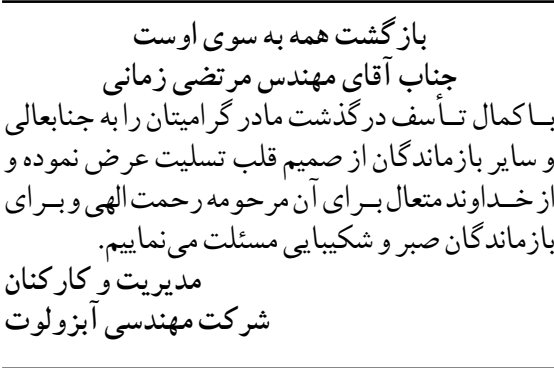 بازگشت همه به سوی اوست
جناب آقای مهندس مرتضی زمانی
باکمال تأسف درگذشت مادر گرامیتان را به جنابعالی
و سایر بازماندگان از صمیم قلب تسلیت عرض نموده و
از خداوند متعال برای آن مرحومه رحمت الهی و برای
بازماندگان صبر و شکیبایی مسئلت می‌نماییم.
مدیریت و کارکنان
شرکت مهندسی آبزولوت